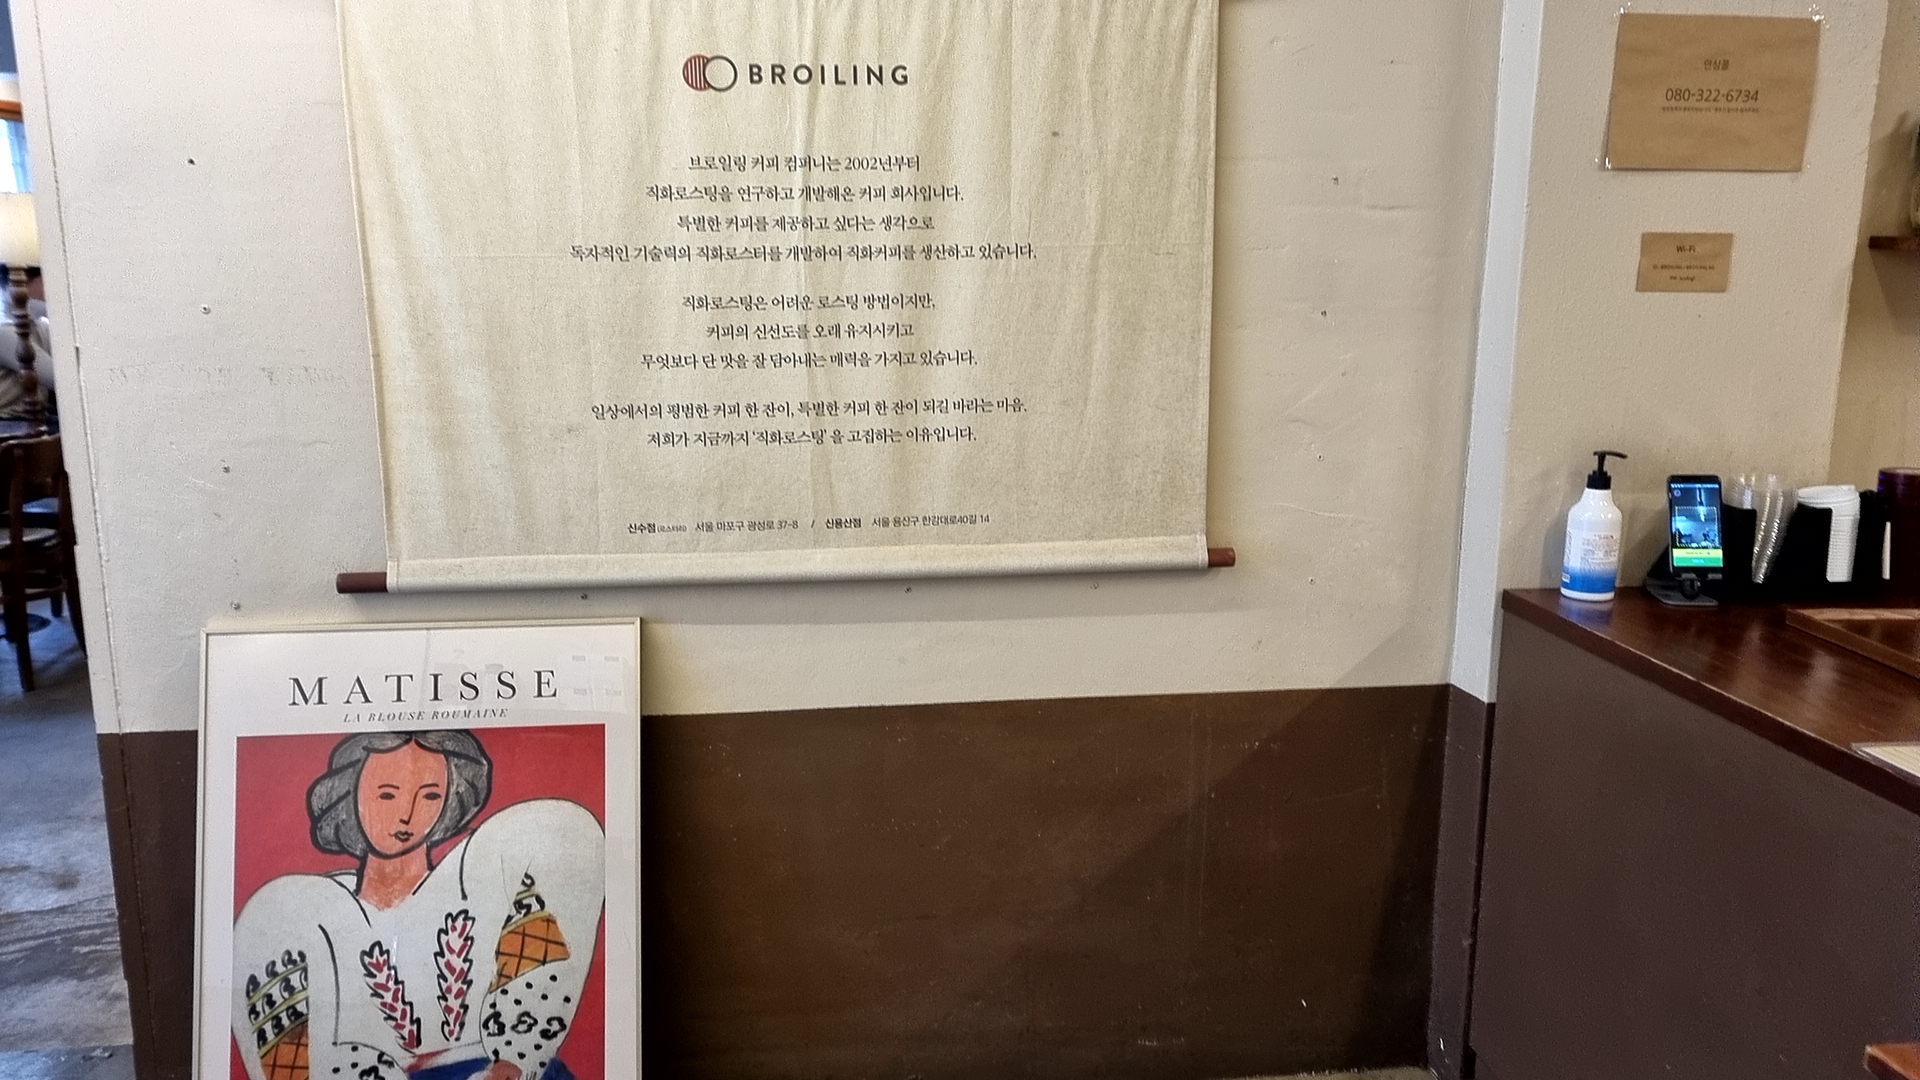 BROILING
브로일링 커피 컴퍼니는 2002년부터
직화로스팅을 연구하고 개발해온 커피 회사입니다.
특별한 커피를 제공하고 싶다는 생각으로
독자적인 기술력의 직화로스터를 개발하여 직화커피를 생산하고 있습니다.
직화로스팅은 어려운 로스팅 방법이지만,
커피의 신선도를 오래 유지시키고
무엇보다 단 맛을 잘 담아내는 매력을 가지고 있습니다.
일상에서의 평범한 커피 한 잔이, 특별한 커피 한 잔이 되길 바라는 마음.
저희가 지금까지 '직화로스팅' 을 고집하는 이유입니다.
신수점(로스터리) 서울 마포구 광성로 37-8 / 신용산점 서울 용산구 한강대로40길 14
MATISSE
LA BLOUSE ROUMAINE
안심콜
080-322-6734
Wi-Fi